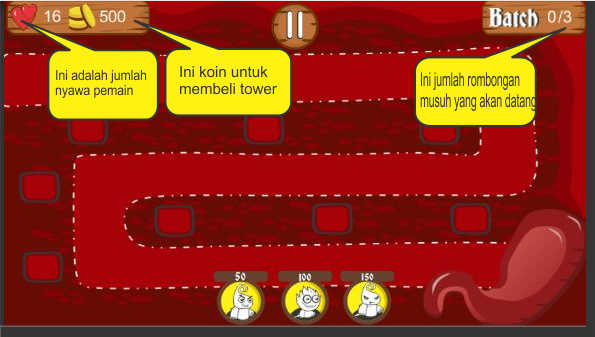 16 500
Batch 0/3
Ini adalah jumlah
nyawa pemain
Ini koin untuk
membeli tower
Ini jumlah rombongan
musuh yang akan datang
50 100 150